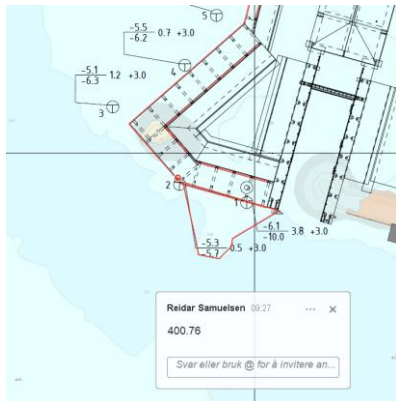 5
-5.5
-6.2 0.7 +3.0
4
-5.1
-6.3 1.2 +3.0
3
2
1
-6.1
-10.0 3.8 +3.0
-5.3
-5.7 0.5 +3.0
Reidar Samuelsen 09:27
400.76
Svar eller bruk @ for å invitere an...